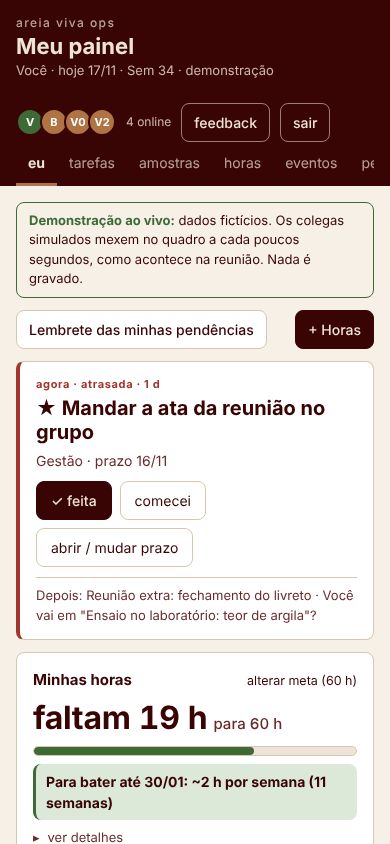 areia viva ops
Meu painel
Você · hoje 17/11 · Sem 34 · demonstração
V B V0 V2 4 online feedback sair
eu tarefas amostras horas eventos pe
Demonstração ao vivo: dados fictícios. Os colegas
simulados mexem no quadro a cada poucos
segundos, como acontece na reunião. Nada é
gravado.
Lembrete das minhas pendências + Horas
agora · atrasada · 1 d
★ Mandar a ata da reunião no
grupo
Gestão · prazo 16/11
✓ feita comecei
abrir / mudar prazo
Depois: Reunião extra: fechamento do livreto · Você
vai em "Ensaio no laboratório: teor de argila"?
Minhas horas alterar meta (60 h)
faltam 19 h para 60 h
Para bater até 30/01: ~2 h por semana (11
semanas)
▸ ver detalhes